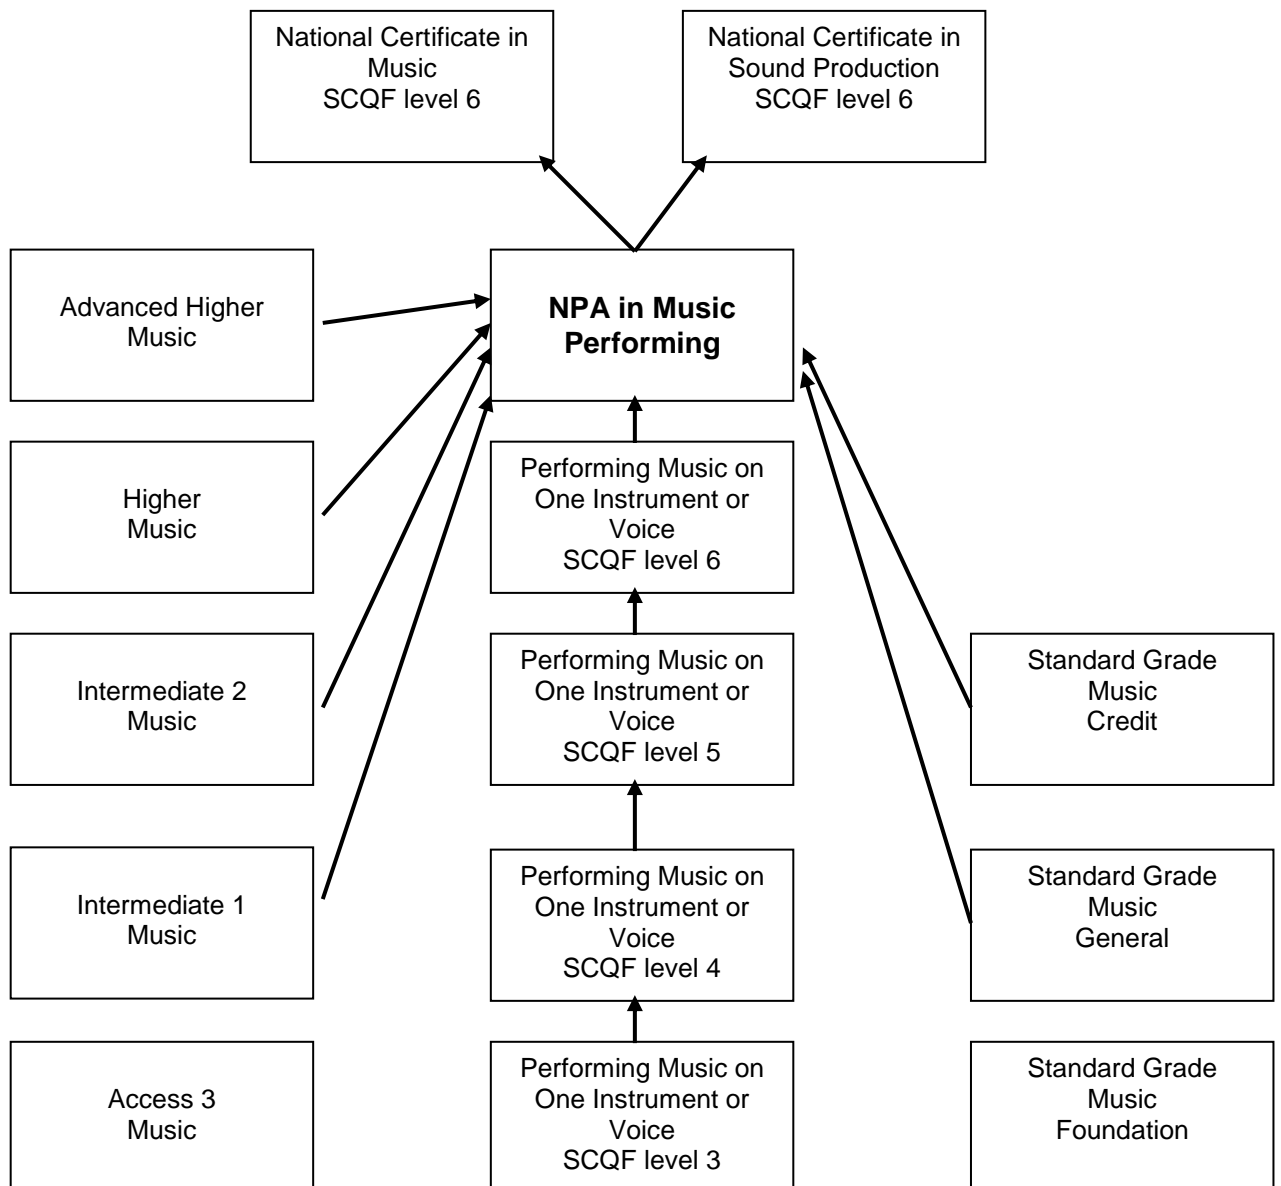 National Certificate in
Music
SCQF level 6
National Certificate in
Sound Production
SCQF level 6
Advanced Higher
Music
NPA in Music
Performing
Higher
Music
Performing Music on
One Instrument or
Voice
SCQF level 6
Intermediate 2
Music
Performing Music on
One Instrument or
Voice
SCQF level 5
Standard Grade
Music
Credit
Intermediate 1
Music
Performing Music on
One Instrument or
Voice
SCQF level 4
Standard Grade
Music
General
Access 3
Music
Performing Music on
One Instrument or
Voice
SCQF level 3
Standard Grade
Music
Foundation